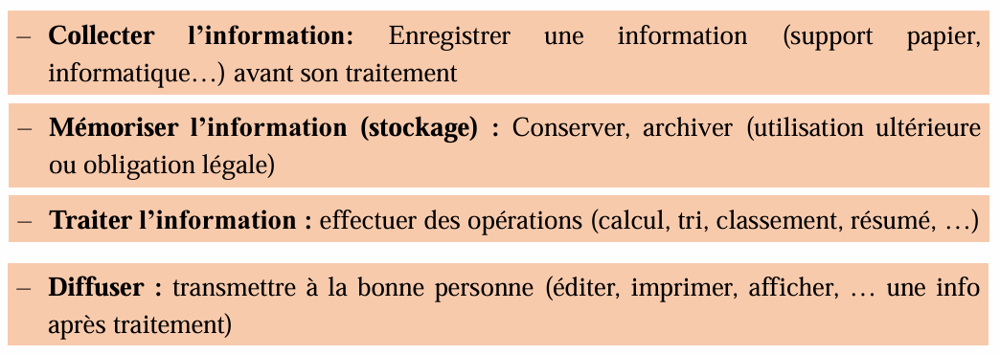 – Collecter l’information: Enregistrer une information (support papier,
informatique…) avant son traitement
– Mémoriser l’information (stockage) : Conserver, archiver (utilisation ultérieure
ou obligation légale)
– Traiter l’information : effectuer des opérations (calcul, tri, classement, résumé, …)
– Diffuser : transmettre à la bonne personne (éditer, imprimer, afficher, … une info
après traitement)